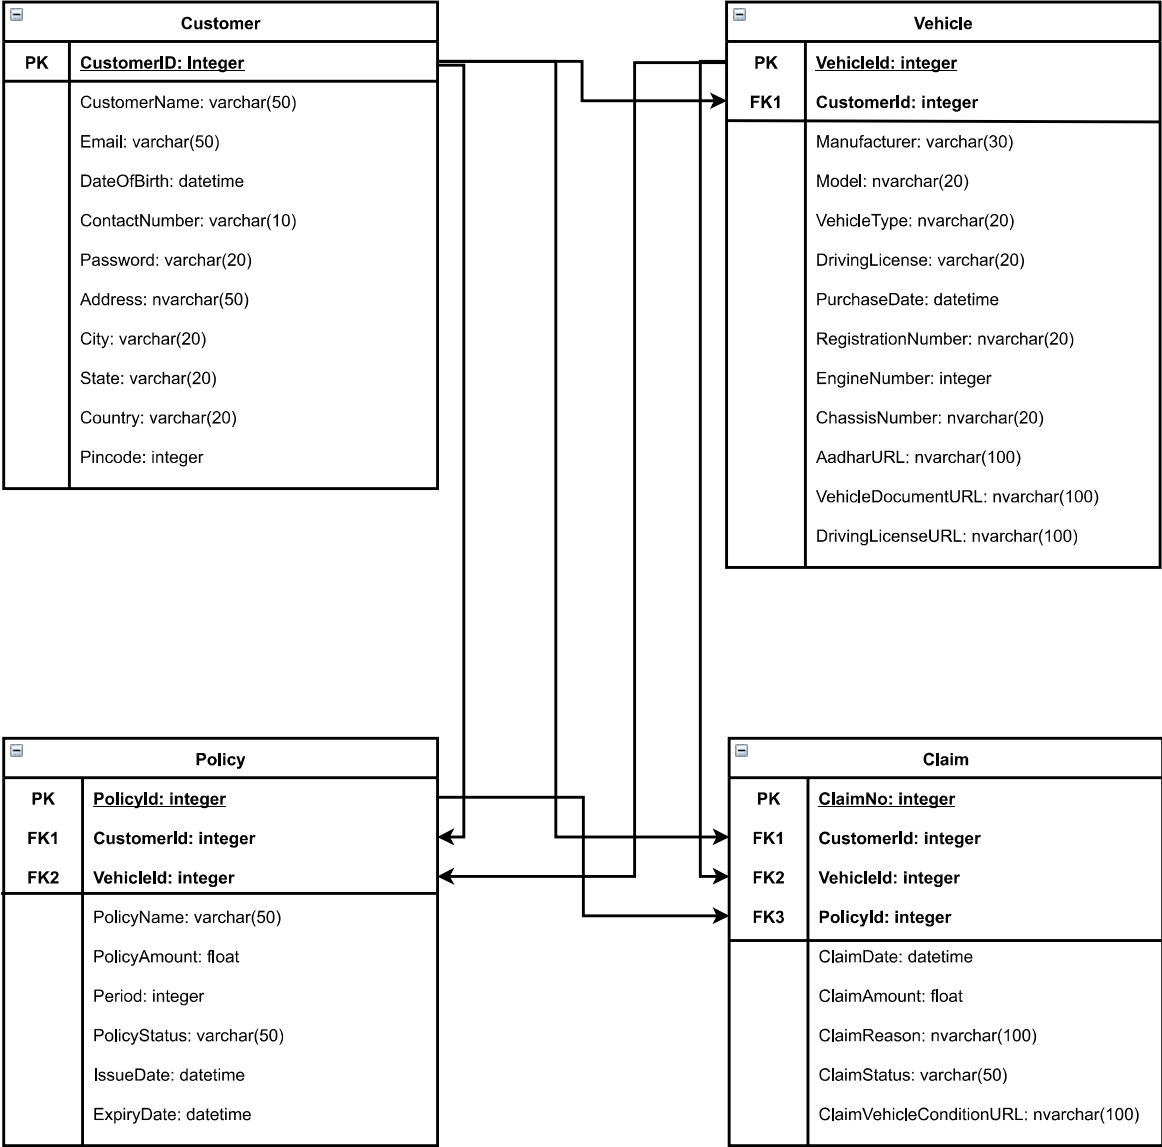 Customer
PK CustomerID: Integer
CustomerName: varchar(50)
Email: varchar(50)
DateOfBirth: datetime
ContactNumber: varchar(10)
Password: varchar(20)
Address: nvarchar(50)
City: varchar(20)
State: varchar(20)
Country: varchar(20)
Pincode: integer
Vehicle
PK VehicleId: integer
FK1 CustomerId: integer
Manufacturer: varchar(30)
Model: nvarchar(20)
VehicleType: nvarchar(20)
DrivingLicense: varchar(20)
PurchaseDate: datetime
RegistrationNumber: nvarchar(20)
EngineNumber: integer
ChassisNumber: nvarchar(20)
AadharURL: nvarchar(100)
VehicleDocumentURL: nvarchar(100)
DrivingLicenseURL: nvarchar(100)
Policy
PK PolicyId: integer
FK1 CustomerId: integer
FK2 VehicleId: integer
PolicyName: varchar(50)
PolicyAmount: float
Period: integer
PolicyStatus: varchar(50)
IssueDate: datetime
ExpiryDate: datetime
Claim
PK ClaimNo: integer
FK1 CustomerId: integer
FK2 VehicleId: integer
FK3 PolicyId: integer
ClaimDate: datetime
ClaimAmount: float
ClaimReason: nvarchar(100)
ClaimStatus: varchar(50)
ClaimVehicleConditionURL: nvarchar(100)